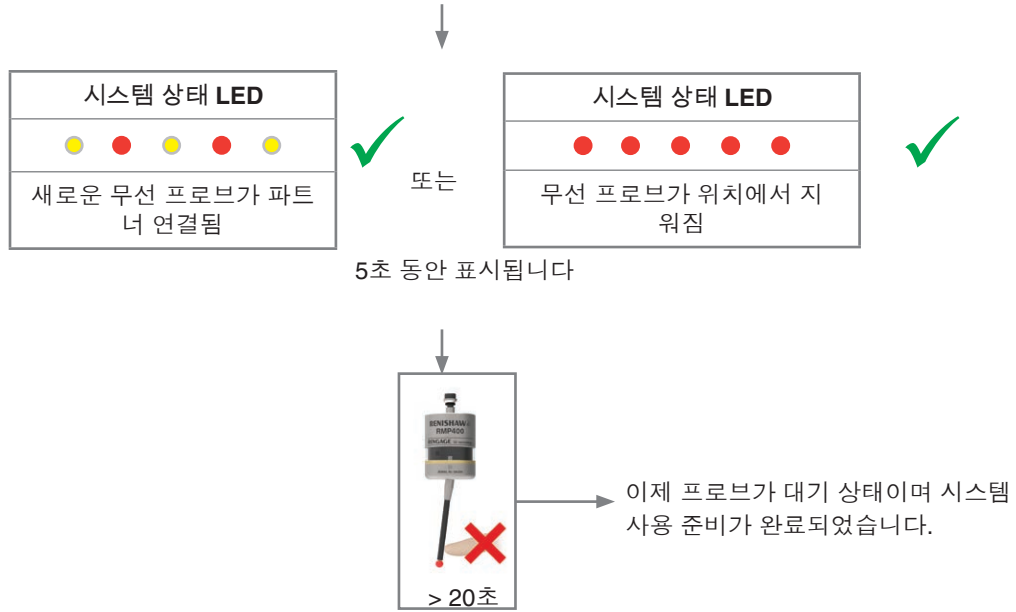 시스템 상태 LED
새로운 무선 프로브가 파트
너 연결됨
또는
시스템 상태 LED
무선 프로브가 위치에서 지
워짐
5초 동안 표시됩니다
RENISHAW
RMP400
> 20초
이제 프로브가 대기 상태이며 시스템
사용 준비가 완료되었습니다.